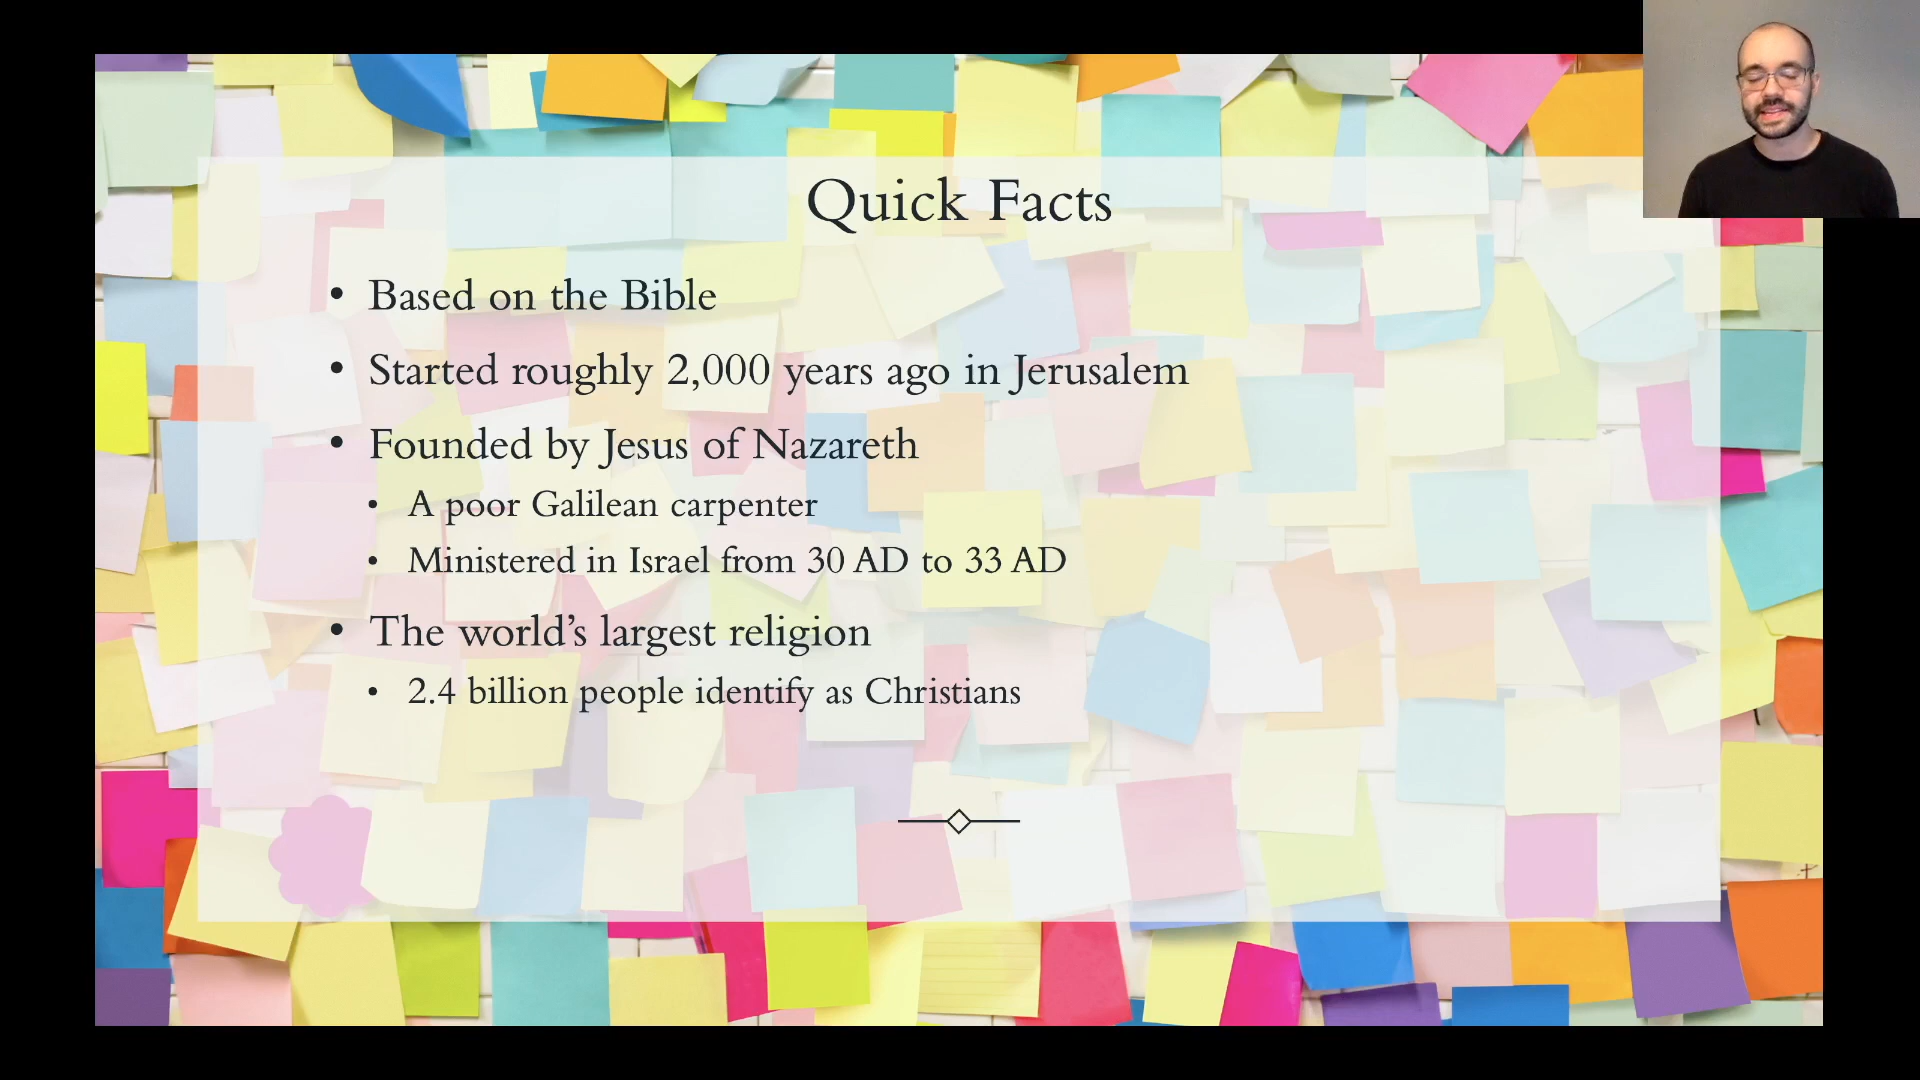 Quick Facts
• Based on the Bible
• Started roughly 2,000 years ago in Jerusalem
• Founded by Jesus of Nazareth
• A poor Galilean carpenter
• Ministered in Israel from 30 AD to 33 AD
• The world’s largest religion
• 2.4 billion people identify as Christians